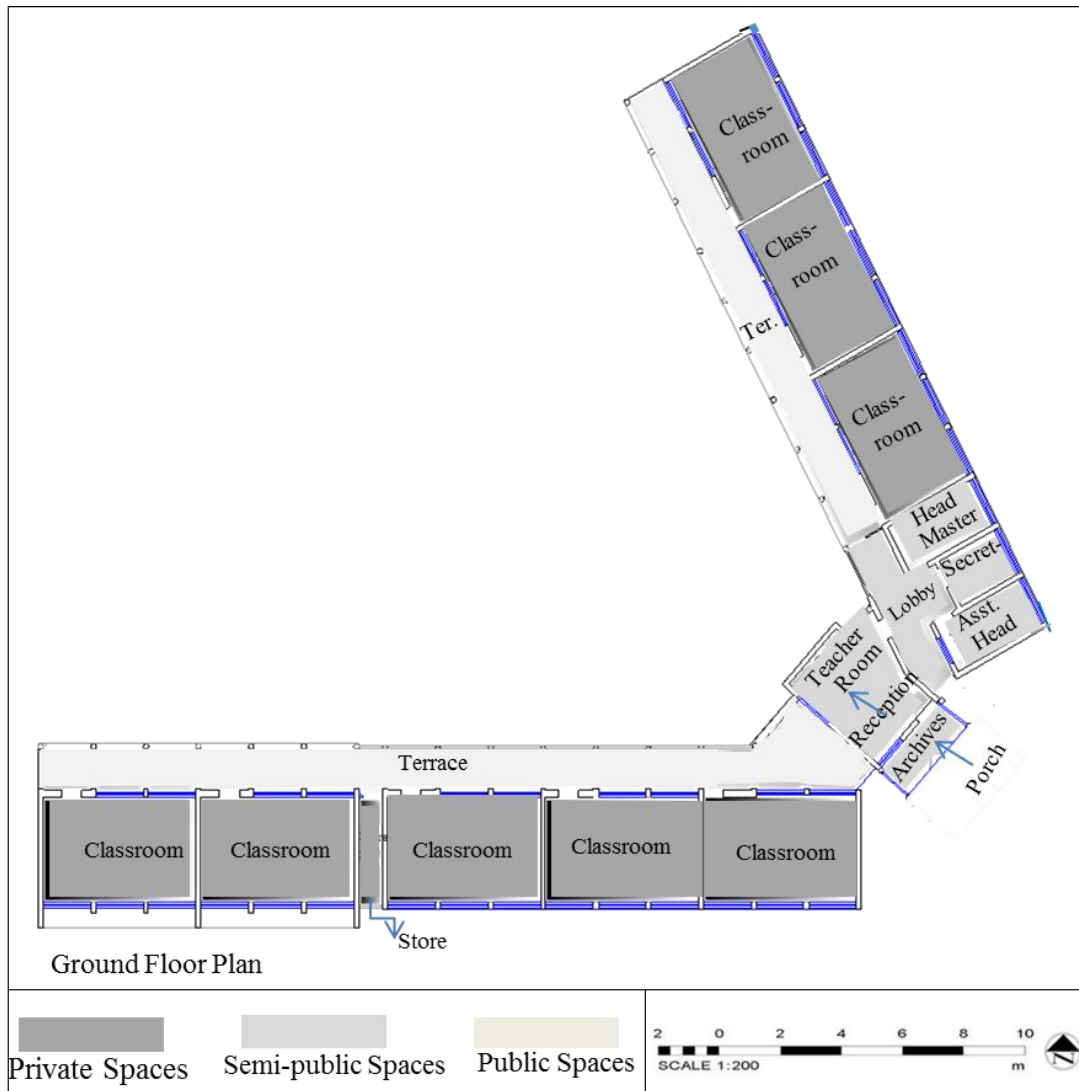 Class-
room
Class-
room
Ter.
Class-
room
Head
Master
Secret-
Lobby
Asst.
Head
Teacher
Room
Reception
Archives
Porch
Terrace
Classroom
Classroom
Classroom
Classroom
Classroom
Store
Ground Floor Plan
Private Spaces
Semi-public Spaces
Public Spaces
2 0 2 4 6 8 10
SCALE 1:200
m
N